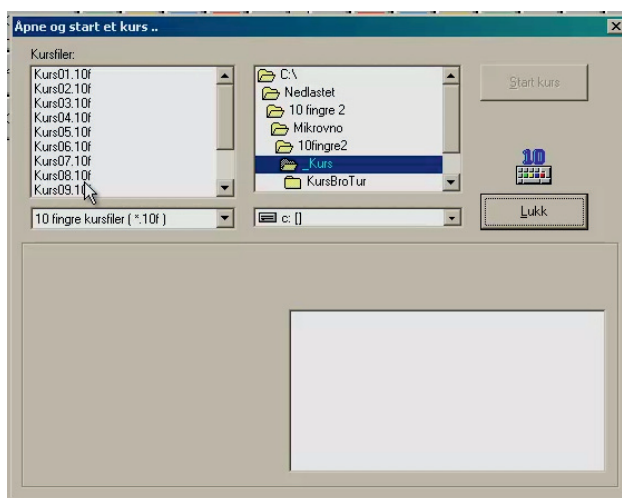 Åpne og start et kurs ..
Kursfiler:
Kurs01.10f
Kurs02.10f
Kurs03.10f
Kurs04.10f
Kurs05.10f
Kurs06.10f
Kurs07.10f
Kurs08.10f
Kurs09.10f
10 fingre kursfiler ( *.10f )
C:\
Nedlastet
10 fingre 2
Mikrovno
10fingre2
_Kurs
KursBroTur
c: []
Start kurs
10
Lukk